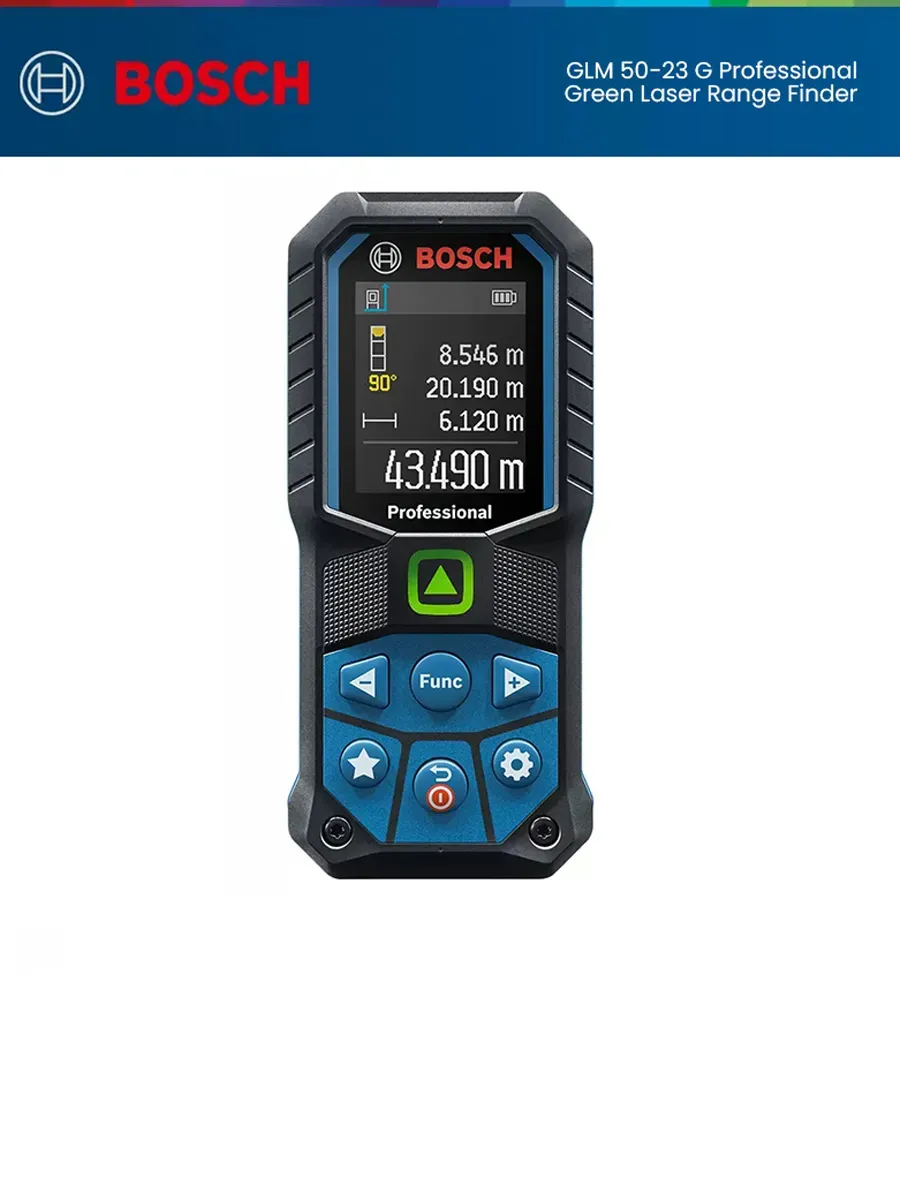 BOSCH
GLM 50-23 G Professional
Green Laser Range Finder
BOSCH
8.546 m
90°
20.190 m
6.120 m
43.490 m
Professional
Func